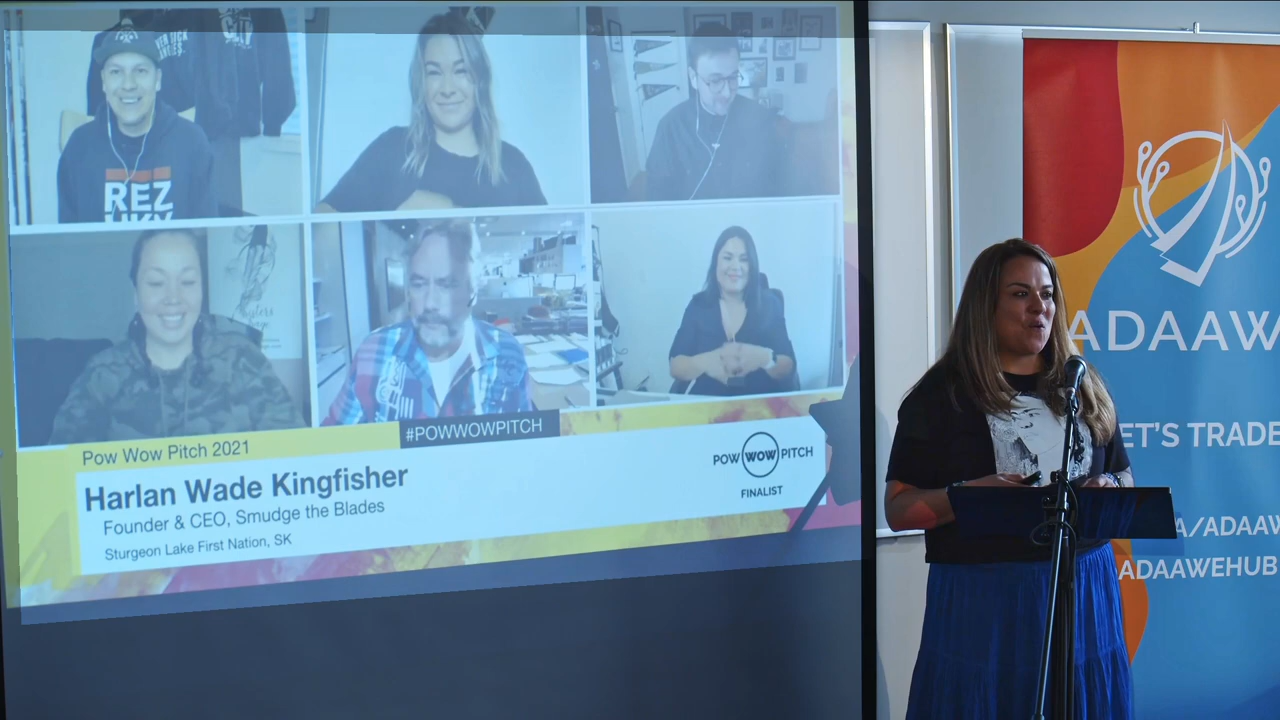 REZ
#POWWOWPITCH
Pow Wow Pitch 2021
Harlan Wade Kingfisher
Founder & CEO, Smudge the Blades
Sturgeon Lake First Nation, SK
POW WOW PITCH
FINALIST
ADAAW
ET'S TRADE
A/ADAAW
ADAAWEHUB